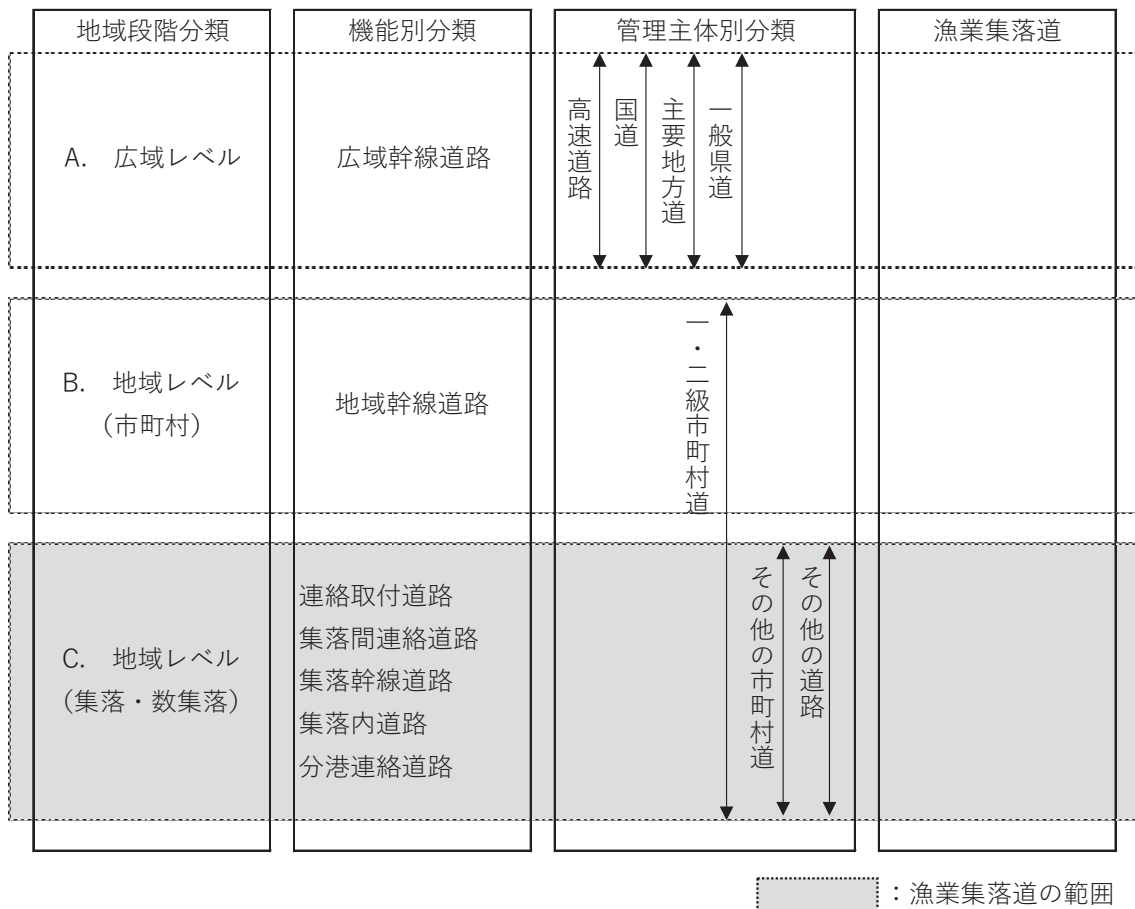 地域段階分類
機能別分類
管理主体別分類
漁業集落道
A. 広域レベル
広域幹線道路
高速道路
国道
主要地方道
一般県道
B. 地域レベル
(市町村)
地域幹線道路
一・二級市町村道
C. 地域レベル
(集落・数集落)
連絡取付道路
集落間連絡道路
集落幹線道路
集落内道路
分港連絡道路
その他の市町村道
その他の道路
：漁業集落道の範囲